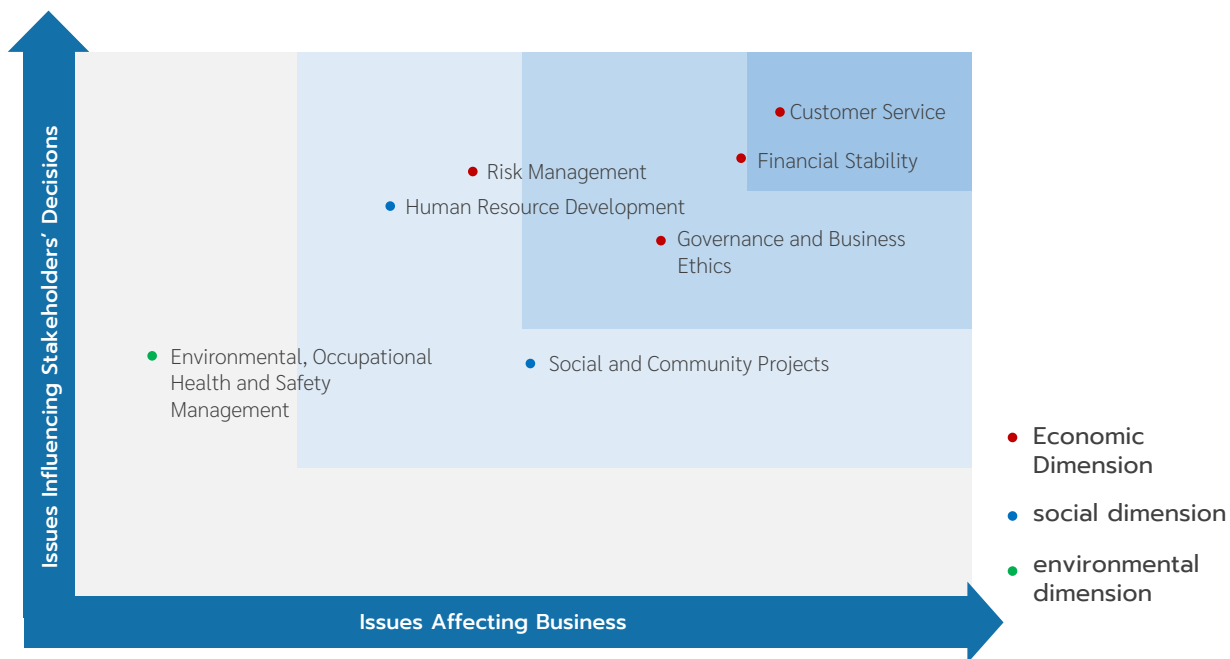 Issues Influencing Stakeholders' Decisions
Customer Service
Financial Stability
Risk Management
Human Resource Development
Governance and Business
Ethics
Environmental, Occupational
Health and Safety
Management
Social and Community Projects
Economic
Dimension
social dimension
environmental
dimension
Issues Affecting Business